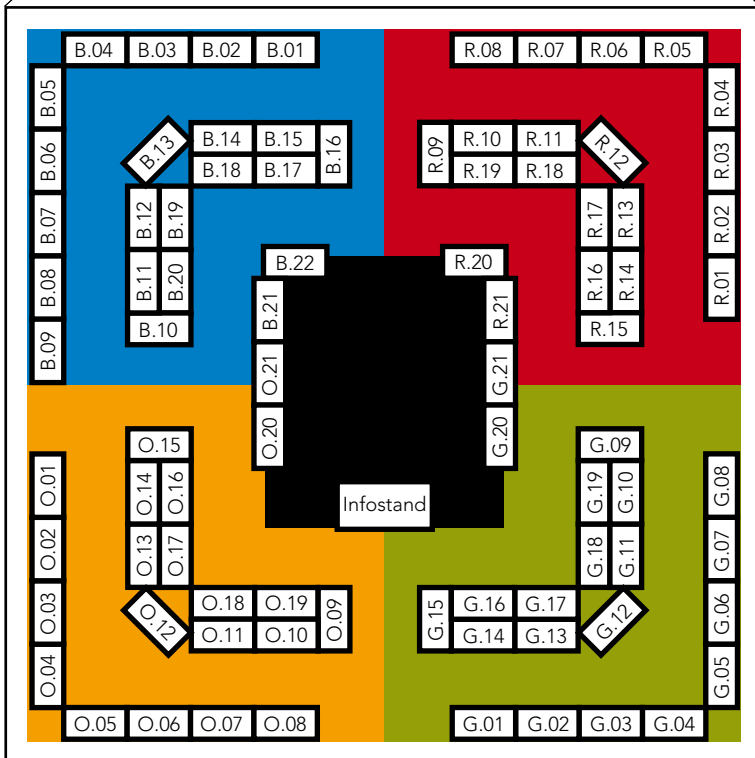 B.04 B.03 B.02 B.01
R.08 R.07 R.06 R.05
B.05
B.06
B.07
B.08
B.09
B.13
B.14 B.15 B.16
B.18 B.17
B.12 B.19
B.11 B.20
B.10
R.09 R.10 R.11
R.19 R.18
R.12
R.17 R.13
R.16 R.14
R.15
R.04
R.03
R.02
R.01
B.22
R.20
B.21
R.21
O.21
G.21
O.20
G.20
Infostand
O.15
O.14 O.16
O.13 O.17
O.12
O.18 O.19 O.09
O.11 O.10
O.01
O.02
O.03
O.04
O.05 O.06 O.07 O.08
G.09
G.19 G.10
G.18 G.11
G.12
G.15 G.16 G.17
G.14 G.13
G.08
G.07
G.06
G.05
G.01 G.02 G.03 G.04